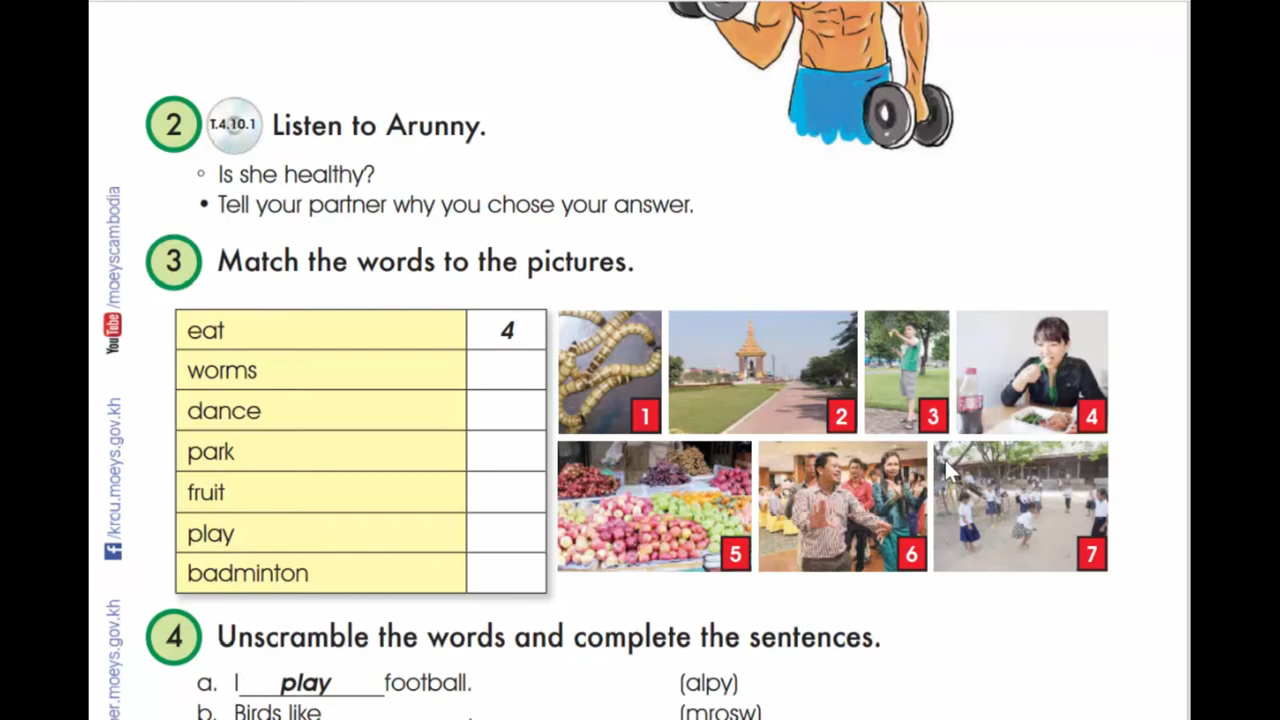 2 T.4.10.1 Listen to Arunny.
Is she healthy?
• Tell your partner why you chose your answer.
3 Match the words to the pictures.
eat 4
worms
dance
park
fruit
play
badminton
1 2 3 4
5 6 7
4 Unscramble the words and complete the sentences.
a. I play football. (alpy)
b. Birds like . (mrosw)
YouTube /moeyscambodia
f /krou.moeys.gov.kh
per.moeys.gov.kh